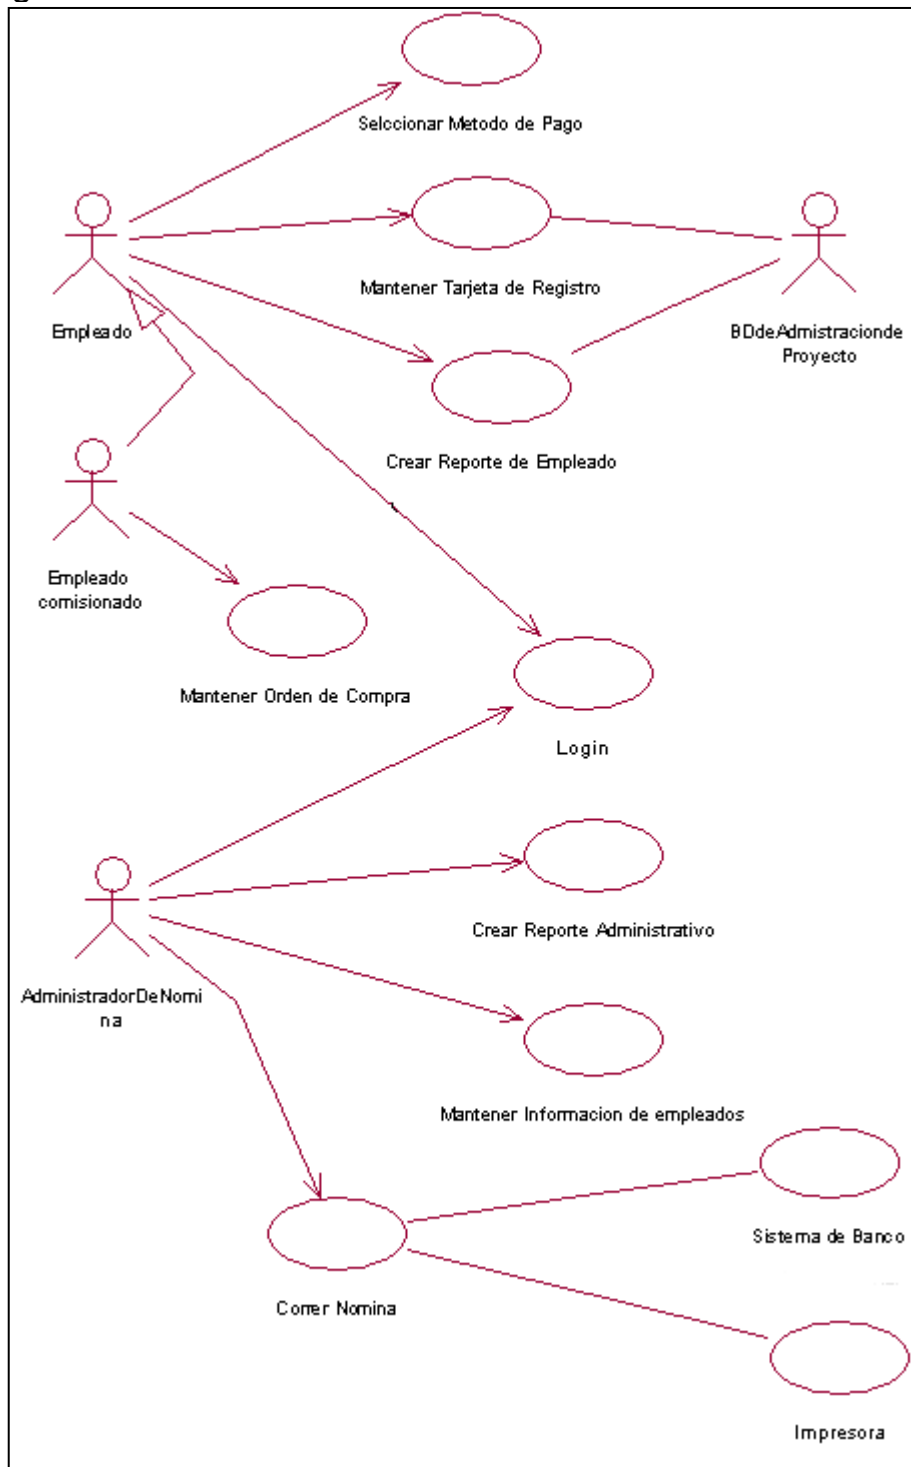 Selccionar Metodo de Pago
Mantener Tarjeta de Registro
Empleado
BDdeAdmistracionde
Proyecto
Crear Reporte de Empleado
Empleado
comisionado
Mantener Orden de Compra
Login
Crear Reporte Administrativo
AdministradorDeNomi
na
Mantener Informacion de empleados
Sistema de Banco
Correr Nomina
Impresora